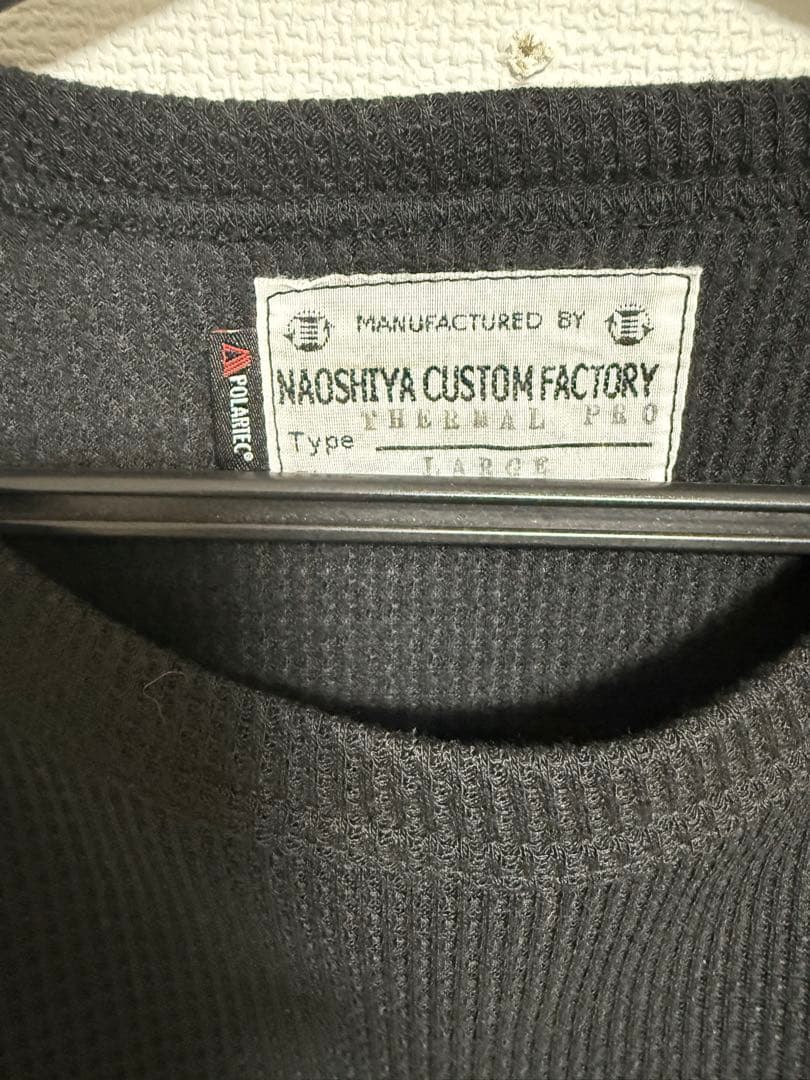 MANUFACTURED BY
NAOSHIYA CUSTOM FACTORY
THERMAL PRO
Type
LARGE
POLARTEC®